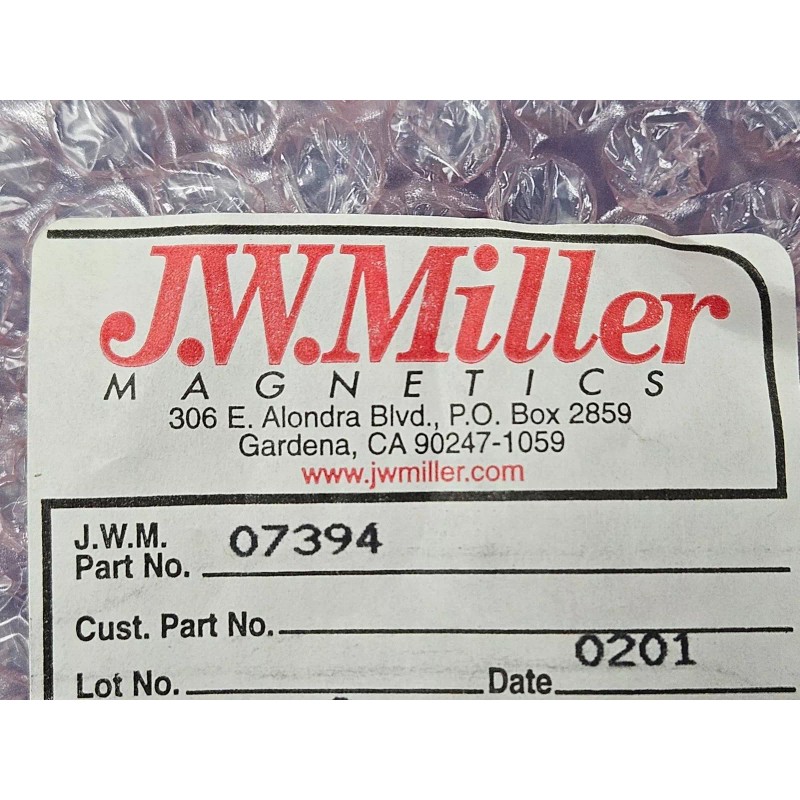 J.W.Miller
MAGNETICS
306 E. Alondra Blvd., P.O. Box 2859
Gardena, CA 90247-1059
www.jwmiller.com
J.W.M.
Part No. 07394
Cust. Part No.
Lot No. Date 0201